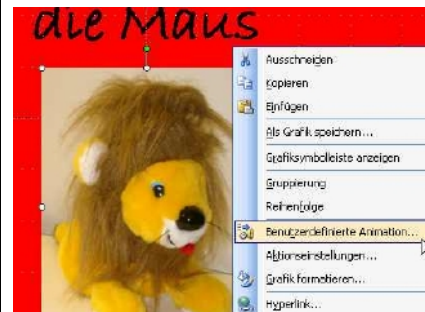 die Maus
Ausschneiden
Kopieren
Einfügen
Als Grafik speichern...
Grafiksymbolleiste anzeigen
Gruppierung
Reihenfolge
Benutzerdefinierte Animation...
Aktionseinstellungen...
Grafik formatieren...
Hyperlink...